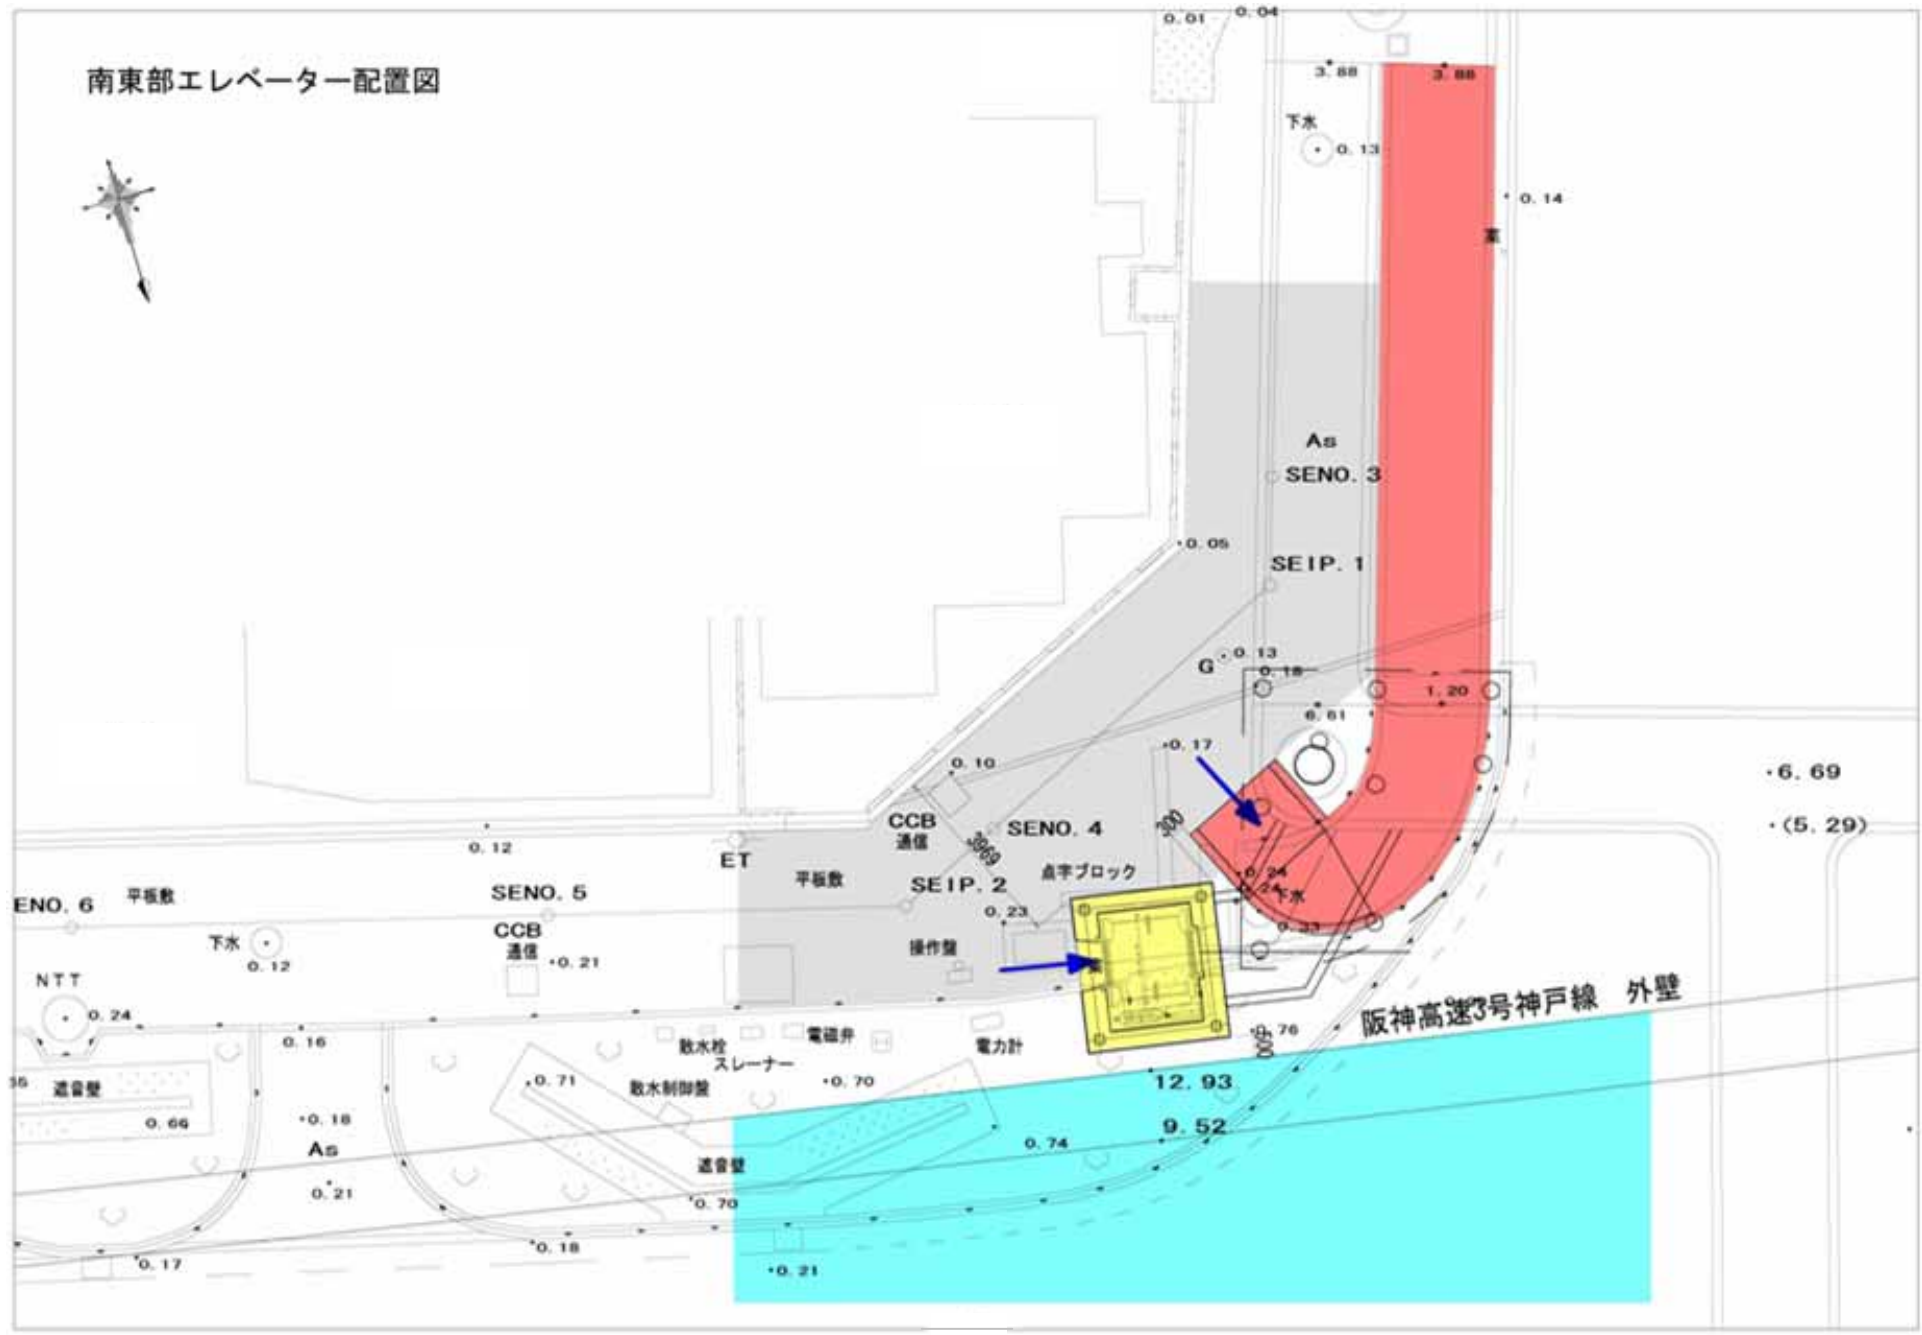 南東部エレベーター配置図
0.01
0.04
3.88
3.88
下水
0.13
0.14
As
SENO.3
0.05
SEIP.1
G
0.13
0.18
1.20
6.61
0.17
0.10
6.69
(5.29)
CCB
通信
SENO.4
3969
300
0.12
ET
平板敷
SEIP.2
点字ブロック
0.24
下水
0.33
ENO.6
平板敷
SENO.5
0.23
CCB
通信
0.21
下水
0.12
操作盤
NTT
0.24
阪神高速3号神戸線 外壁
0.16
散水栓
電磁弁
電力計
スレーナー
600
遮音壁
0.71
散水制御盤
0.70
12.93
0.66
0.18
As
9.52
0.74
遮音壁
0.21
0.70
0.18
0.17
0.21